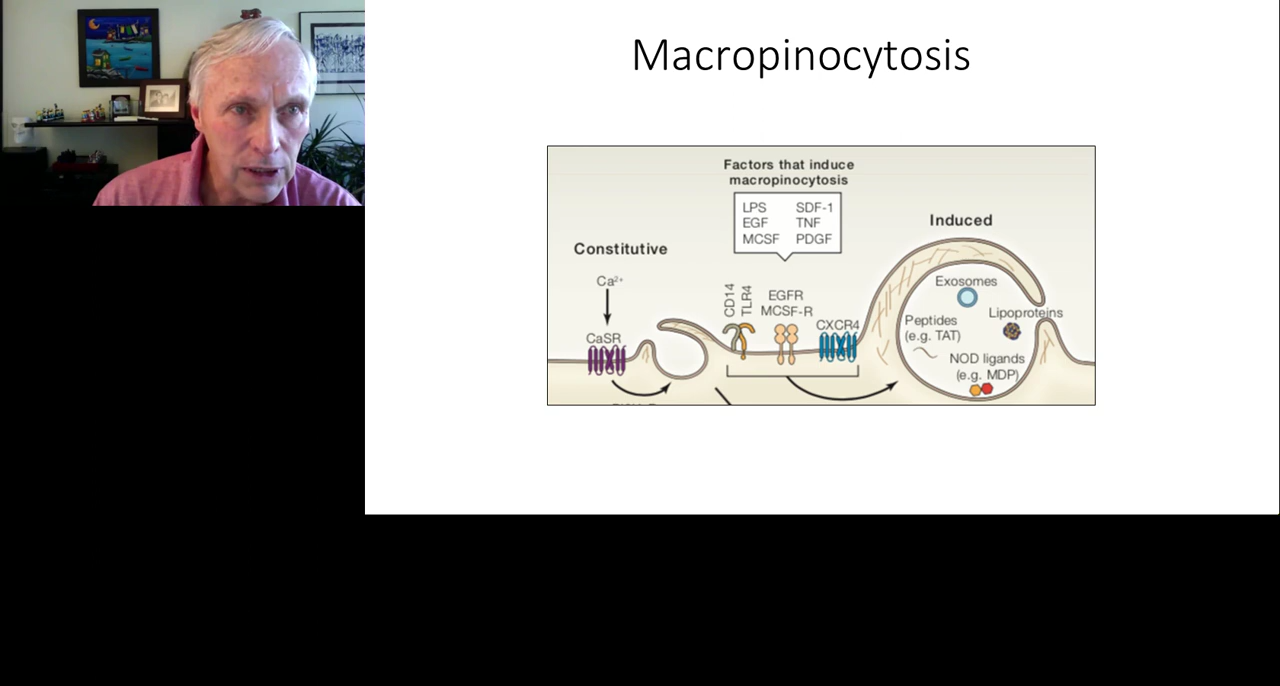 Macropinocytosis
Factors that induce
macropinocytosis
LPS SDF-1
EGF TNF
MCSF PDGF
Constitutive
Ca²⁺
CaSR
CD14
TLR4
EGFR
MCSF-R
CXCR4
Induced
Exosomes
Lipoproteins
Peptides
(e.g. TAT)
NOD ligands
(e.g. MDP)